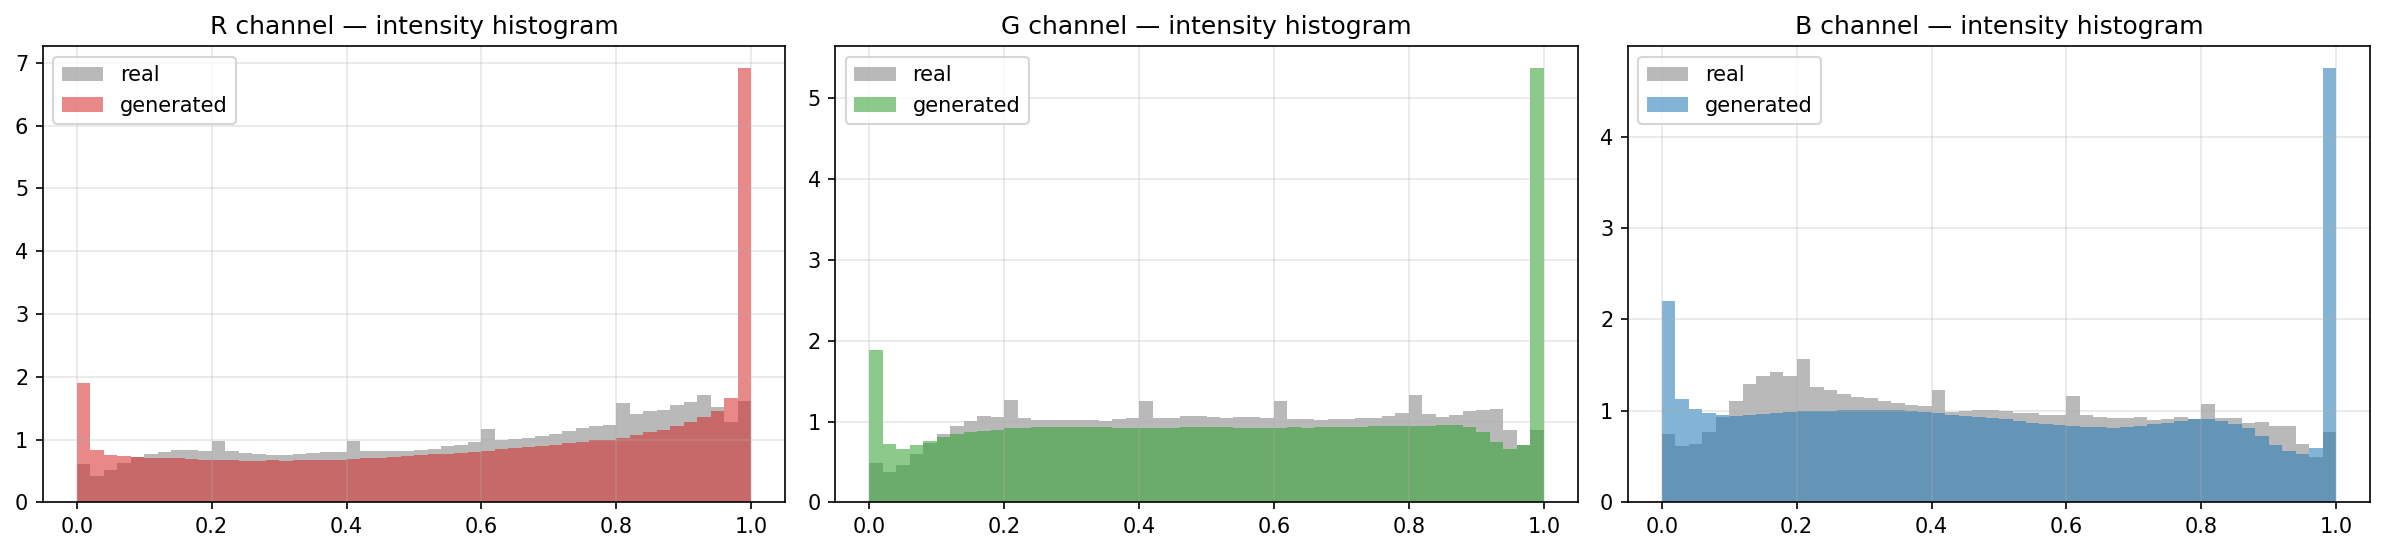 R channel — intensity histogram
real
generated
7
6
5
4
3
2
1
0
0.0 0.2 0.4 0.6 0.8 1.0
G channel — intensity histogram
real
generated
5
4
3
2
1
0
0.0 0.2 0.4 0.6 0.8 1.0
B channel — intensity histogram
real
generated
4
3
2
1
0
0.0 0.2 0.4 0.6 0.8 1.0